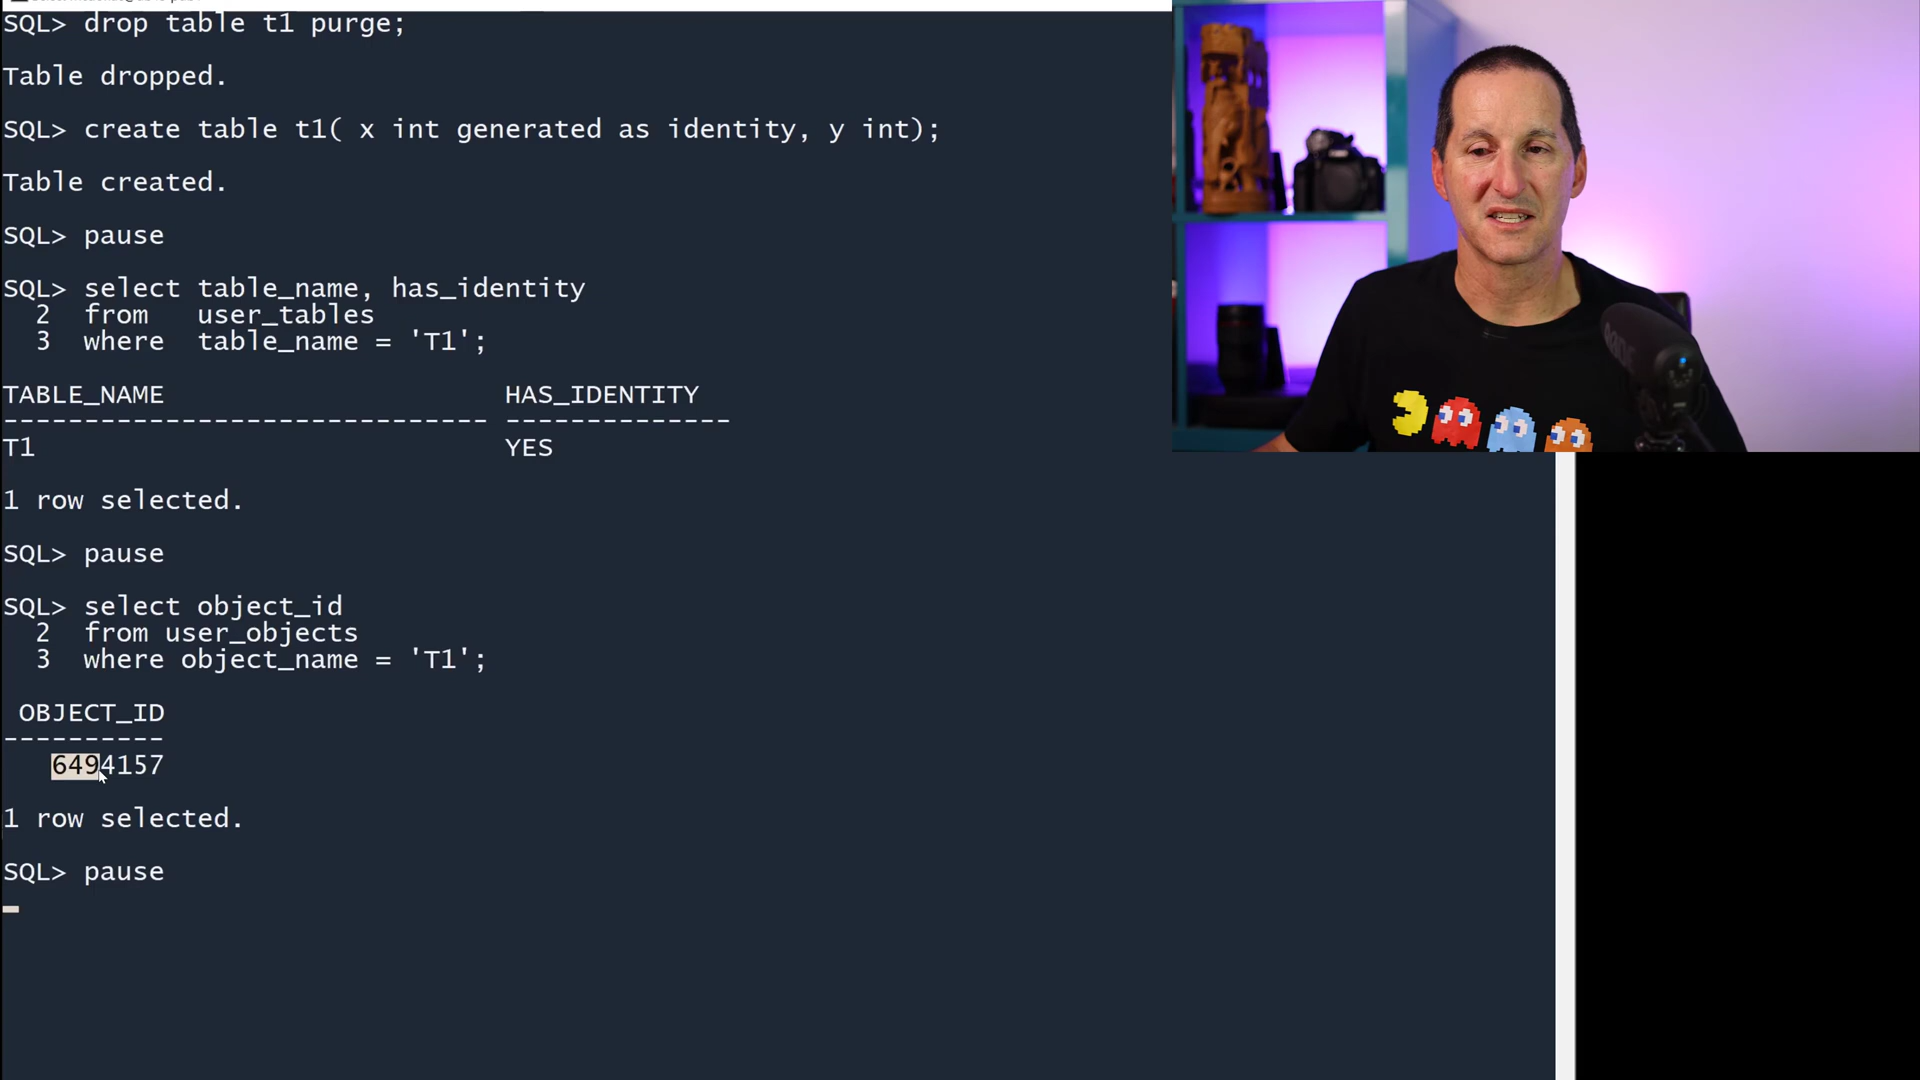 SQL> drop table t1 purge;
Table dropped.
SQL> create table t1( x int generated as identity, y int);
Table created.
SQL> pause
SQL> select table_name, has_identity
2 from user_tables
3 where table_name = 'T1';
TABLE_NAME HAS_IDENTITY
------------------------------ --------------
T1 YES
1 row selected.
SQL> pause
SQL> select object_id
2 from user_objects
3 where object_name = 'T1';
OBJECT_ID
----------
6494157
1 row selected.
SQL> pause